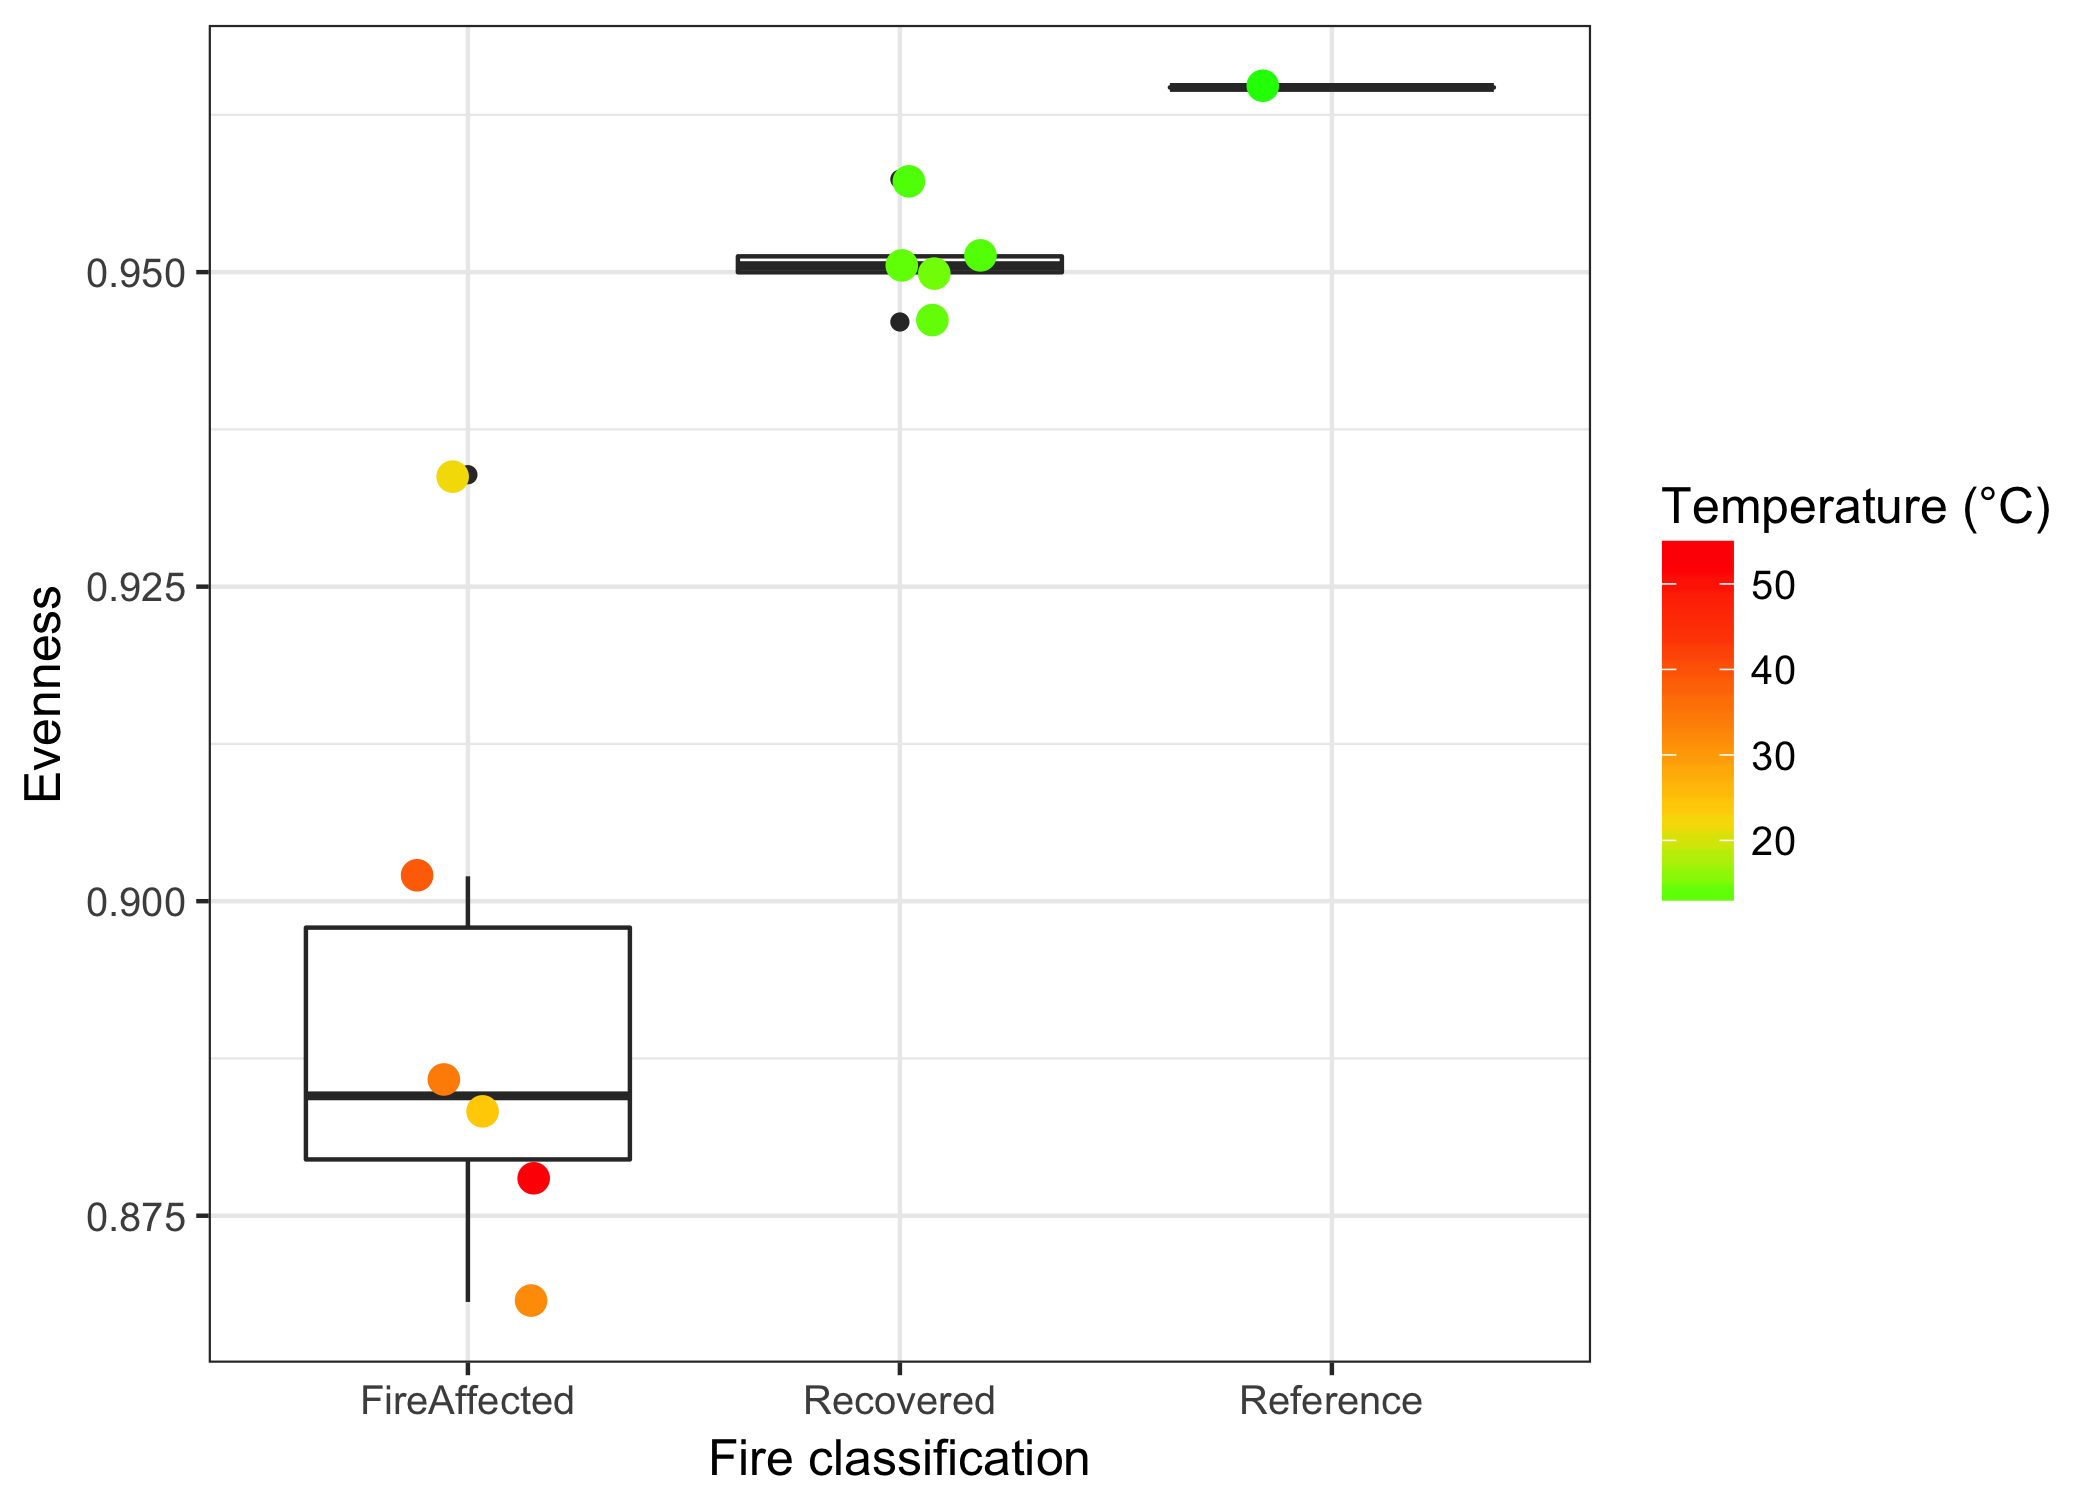 0.950
0.925
0.900
0.875
Evenness
FireAffected
Recovered
Reference
Fire classification
Temperature (°C)
50
40
30
20